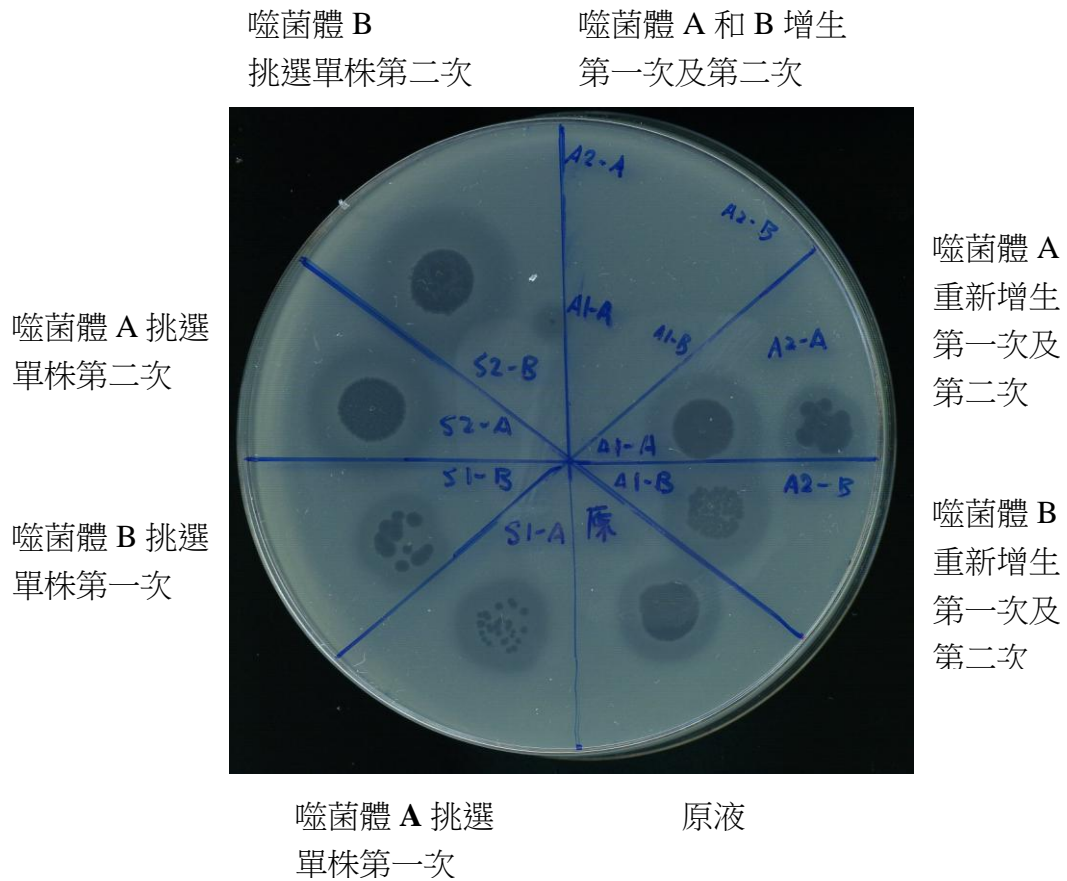 噬菌體 B
挑選單株第二次
噬菌體 A 和 B 增生
第一次及第二次
噬菌體 A
重新增生
第一次及
第二次
噬菌體 A 挑選
單株第二次
噬菌體 B 挑選
單株第一次
噬菌體 B
重新增生
第一次及
第二次
A2-A
A2-B
A1-A
A1-B
A2-A
S2-B
S2-A
A1-A
S1-B
A1-B
A2-B
S1-A
原
噬菌體 A 挑選
單株第一次
原液